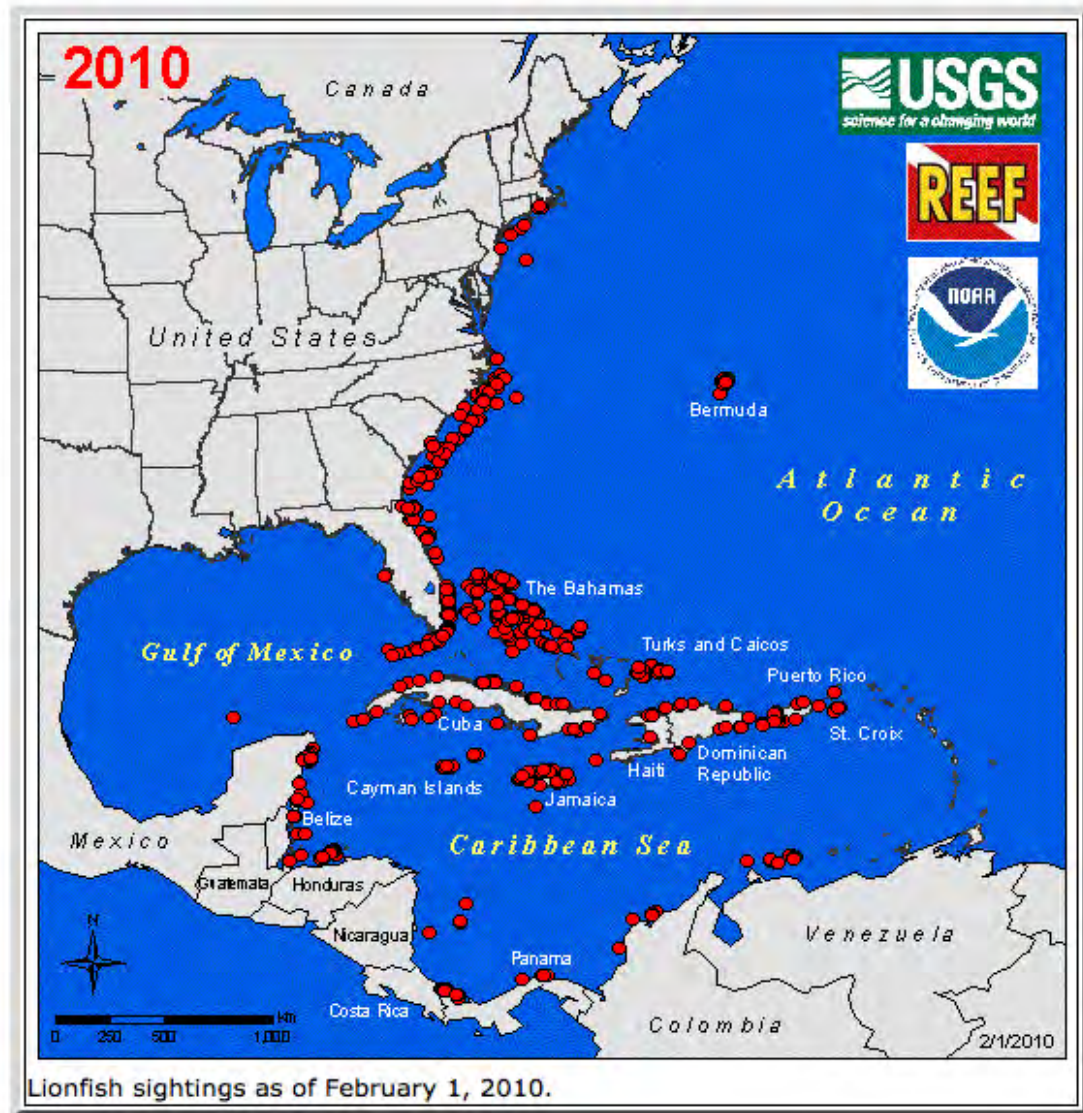 2010
Canada
USGS
science for a changing world
REEF
NOAA
United States
Bermuda
Atlantic
Ocean
The Bahamas
Gulf of Mexico
Turks and Caicos
Puerto Rico
Cuba
St. Croix
Haiti
Dominican
Republic
Cayman Islands
Jamaica
Belize
Mexico
Caribbean Sea
Guatemala
Honduras
N
Nicaragua
Venezuela
Panama
Costa Rica
Colombia
km
0 250 500 1,000
2/1/2010
Lionfish sightings as of February 1, 2010.